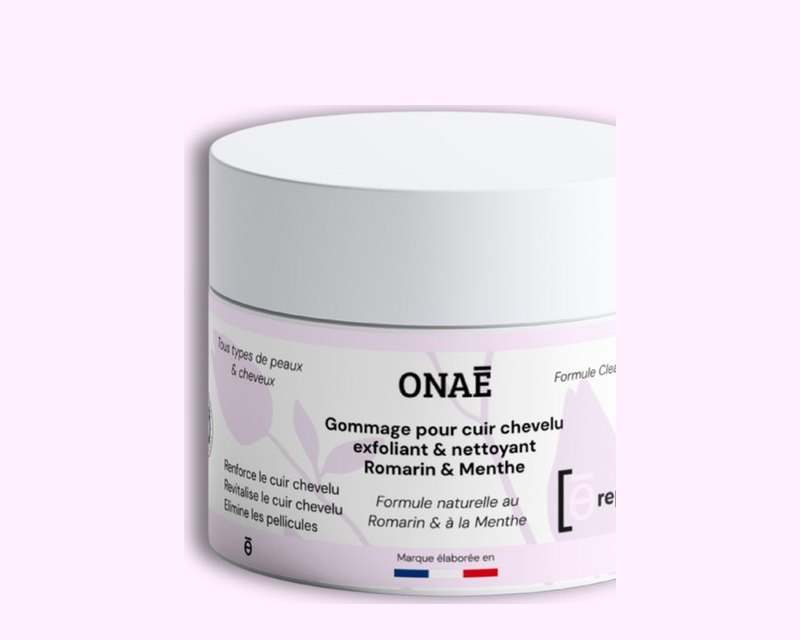 Tous types de peaux
& cheveux
ONAĒ
Formule
Gommage pour cuir chevelu
exfoliant & nettoyant
Romarin & Menthe
Renforce le cuir chevelu
Revitalise le cuir chevelu
Elimine les pellicules
Formule naturelle au
Romarin & à la Menthe
[ē
ē
Marque élaborée en